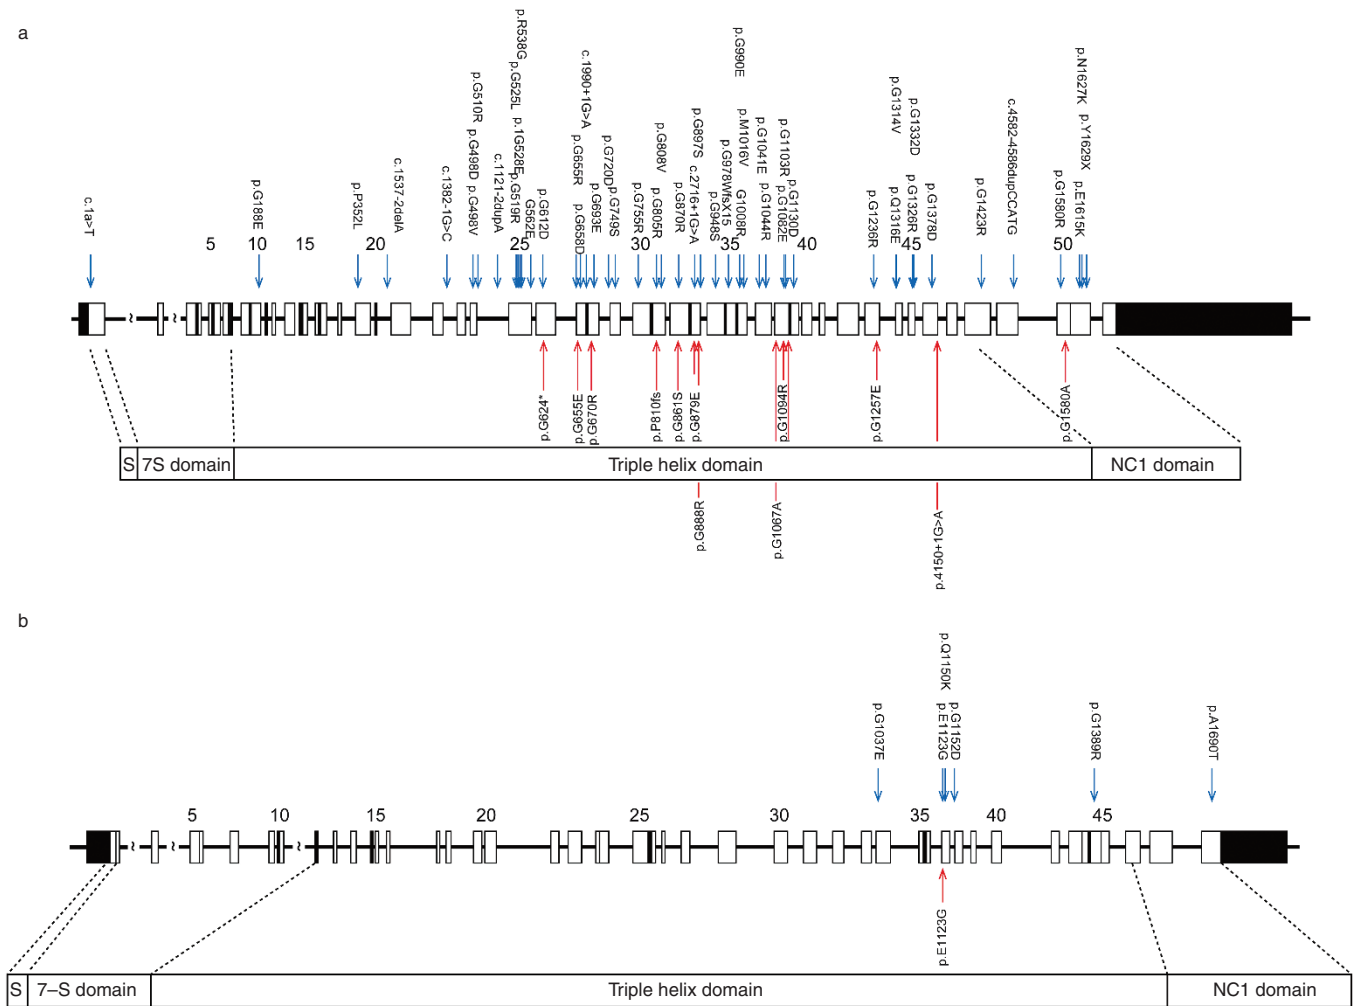 a
c.1a>T
p.G188E
p.P352L
c.1537-2delA
c.1382-1G>C
p.G510R
p.G498D
p.G498V
c.1121-2dupA
p.R538G
p.G525L
p.1G528E
p.G519R
G562E
p.G612D
c.1990+1G>A
p.G655R
p.G658D
p.G693E
p.G720D
p.G749S
p.G755R
p.G808V
p.G805R
p.G870R
p.G897S
c.2716+1G>A
p.G948S
p.G978WfsX15
p.G990E
p.M1016V
G1008R
p.G1041E
p.G1044R
p.G1103R
p.G1082E
p.G1130D
p.G1236R
p.G1314V
p.Q1316E
p.G1332D
p.G1326R
p.G1378D
p.G1423R
c.4582-4586dupCCATG
p.G1580R
p.N1627K
p.E1615K
p.Y1629X
5 10 15 20 25 30 35 40 45 50
p.G624*
p.G655E
p.G670R
p.P810fs
p.G861S
p.G879E
p.G1094R
p.G1257E
p.G1580A
S 7S domain Triple helix domain NC1 domain
p.G888R
p.G1067A
p.4150+1G>A
b
p.G1037E
p.Q1150K
p.E1123G
p.G1152D
p.G1389R
p.A1690T
5 10 15 20 25 30 35 40 45
p.E1123G
S 7–S domain Triple helix domain NC1 domain